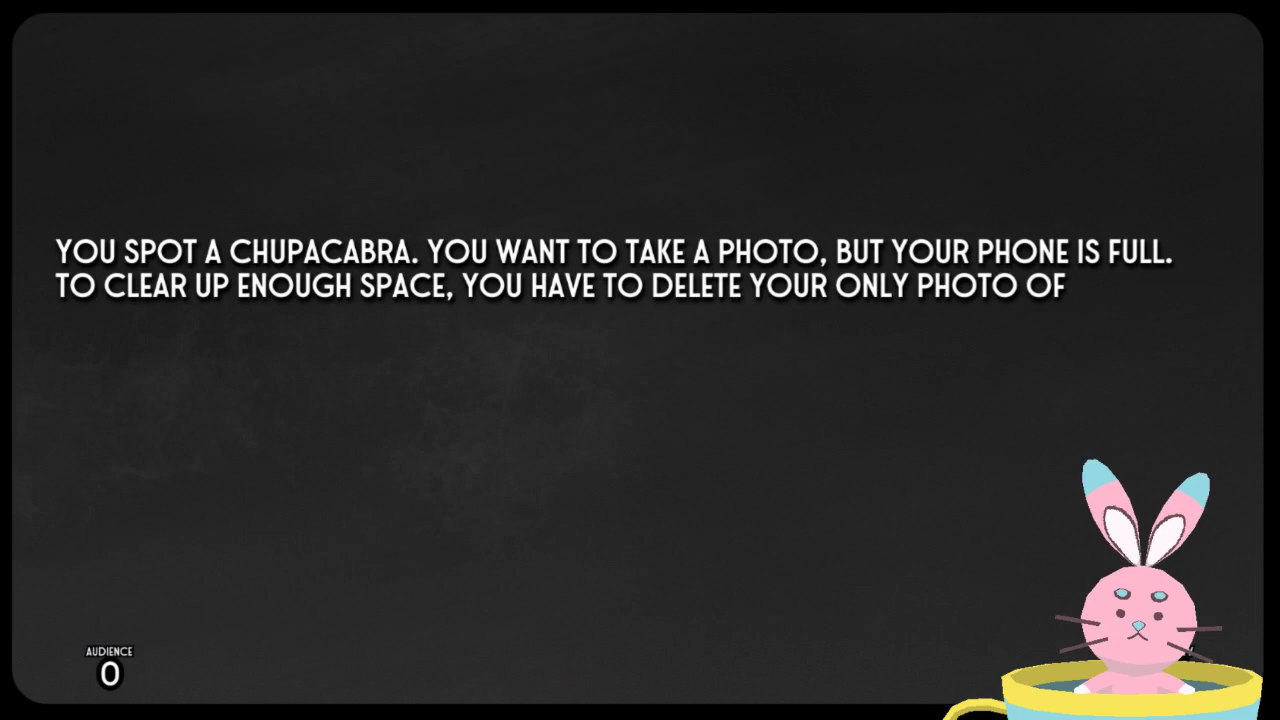 YOU SPOT A CHUPACABRA. YOU WANT TO TAKE A PHOTO, BUT YOUR PHONE IS FULL.
TO CLEAR UP ENOUGH SPACE, YOU HAVE TO DELETE YOUR ONLY PHOTO OF
AUDIENCE
0